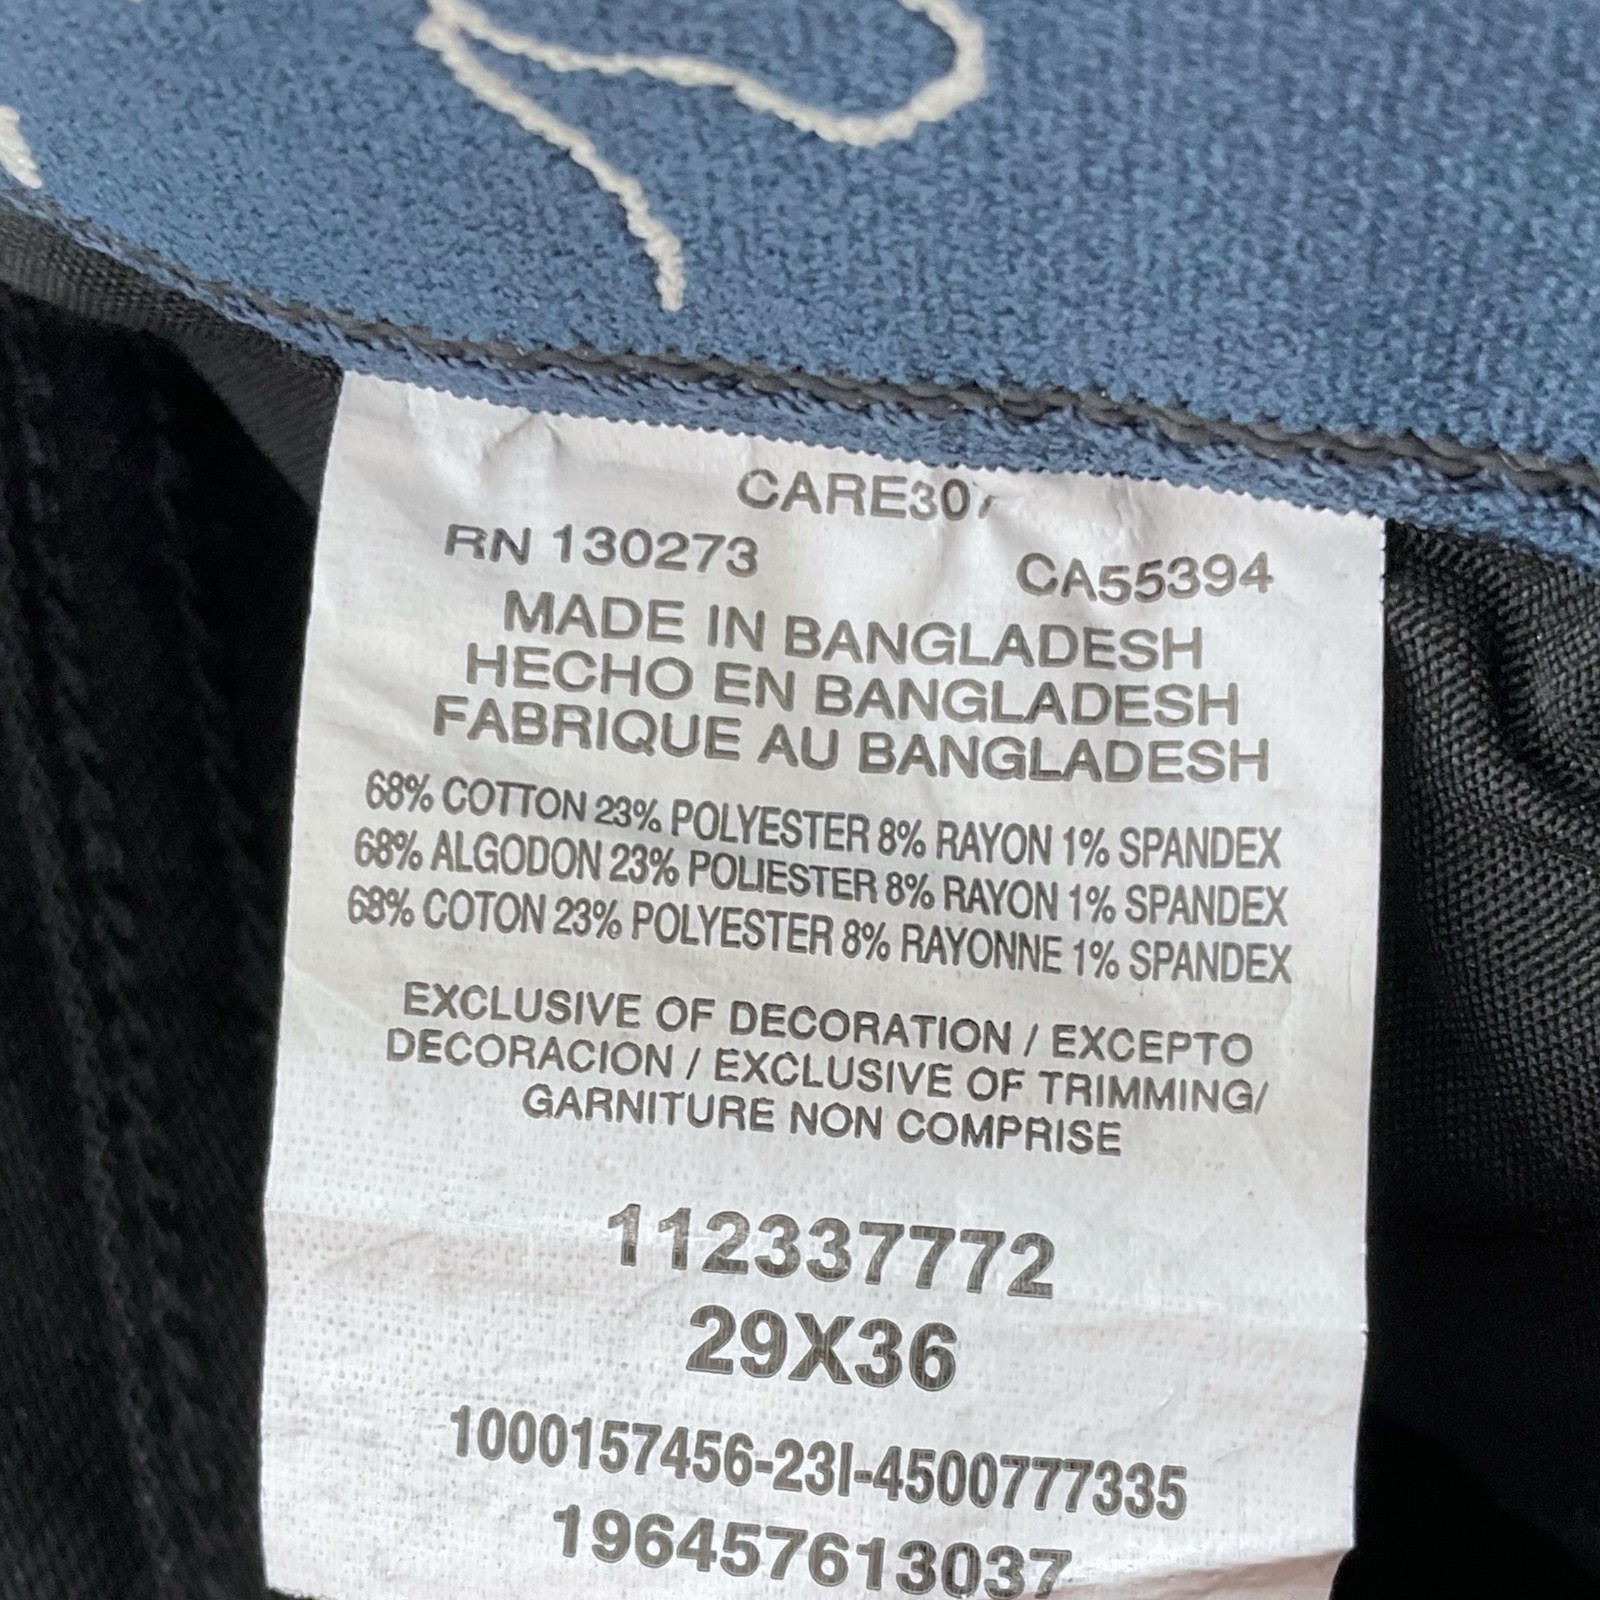 CARE307
RN 130273 CA55394
MADE IN BANGLADESH
HECHO EN BANGLADESH
FABRIQUE AU BANGLADESH
68% COTTON 23% POLYESTER 8% RAYON 1% SPANDEX
68% ALGODON 23% POLIESTER 8% RAYON 1% SPANDEX
68% COTON 23% POLYESTER 8% RAYONNE 1% SPANDEX
EXCLUSIVE OF DECORATION / EXCEPTO
DECORACION / EXCLUSIVE OF TRIMMING/
GARNITURE NON COMPRISE
112337772
29X36
1000157456-23I-4500777335
196457613037